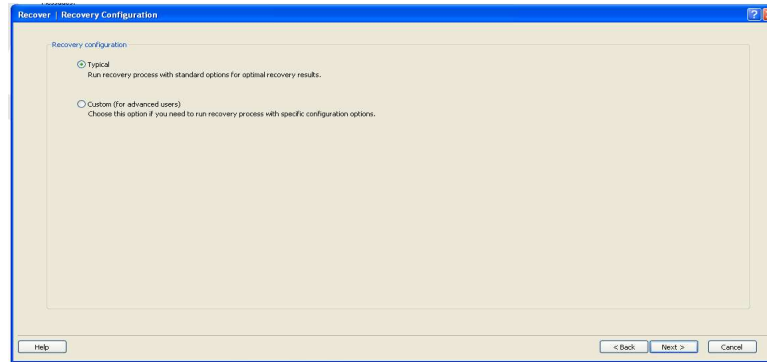 Recover | Recovery Configuration
Recovery configuration
Typical
Run recovery process with standard options for optimal recovery results.
Custom (for advanced users)
Choose this option if you need to run recovery process with specific configuration options.
Help
< Back
Next >
Cancel